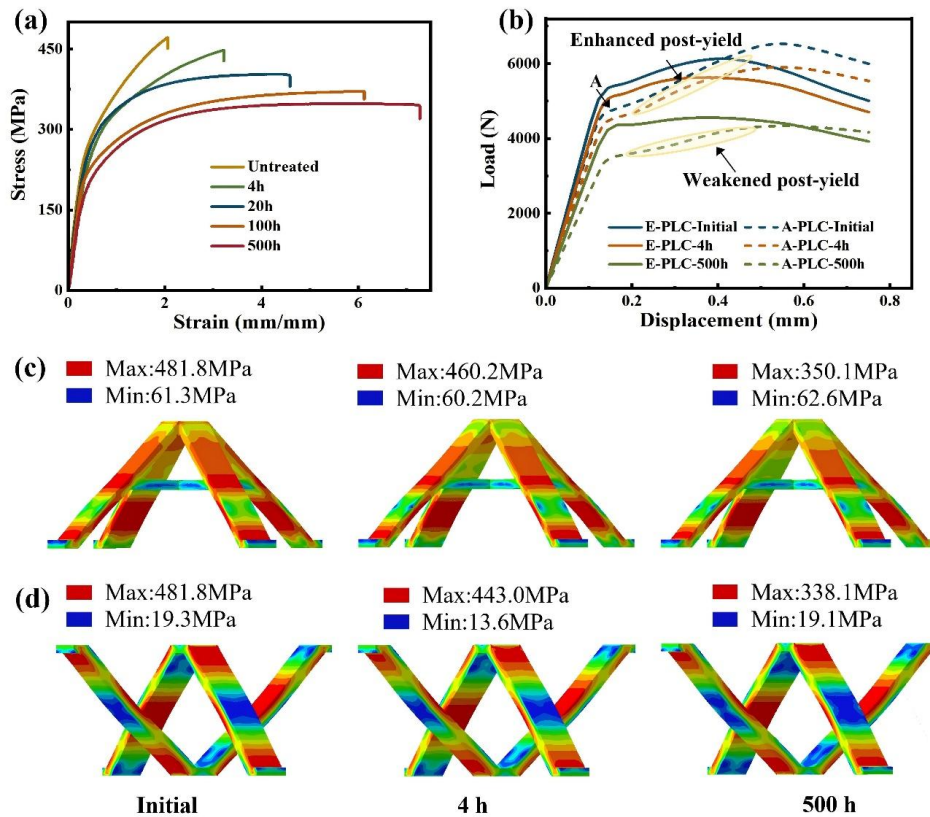 (a)
450
300
150
0
Stress (MPa)
Untreated
4h
20h
100h
500h
0 2 4 6
Strain (mm/mm)
(b)
6000
4000
2000
0
Load (N)
Enhanced post-yield
A
Weakened post-yield
E-PLC-Initial A-PLC-Initial
E-PLC-4h A-PLC-4h
E-PLC-500h A-PLC-500h
0.0 0.2 0.4 0.6 0.8
Displacement (mm)
(c)
Max:481.8MPa
Min:61.3MPa
Max:460.2MPa
Min:60.2MPa
Max:350.1MPa
Min:62.6MPa
(d)
Max:481.8MPa
Min:19.3MPa
Max:443.0MPa
Min:13.6MPa
Max:338.1MPa
Min:19.1MPa
Initial 4 h 500 h